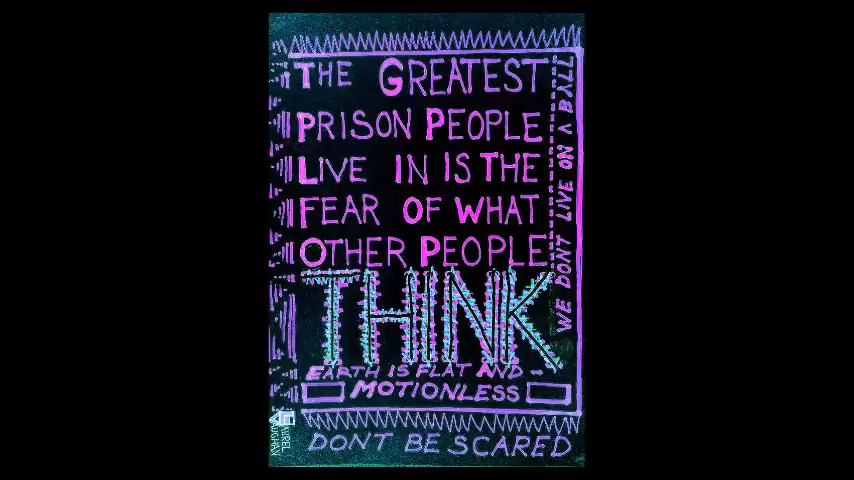 THE GREATEST
PRISON PEOPLE
LIVE IN IS THE
FEAR OF WHAT
OTHER PEOPLE
THINK
EARTH IS FLAT AND -
MOTIONLESS
DONT BE SCARED
WE DONT LIVE ON A BALL